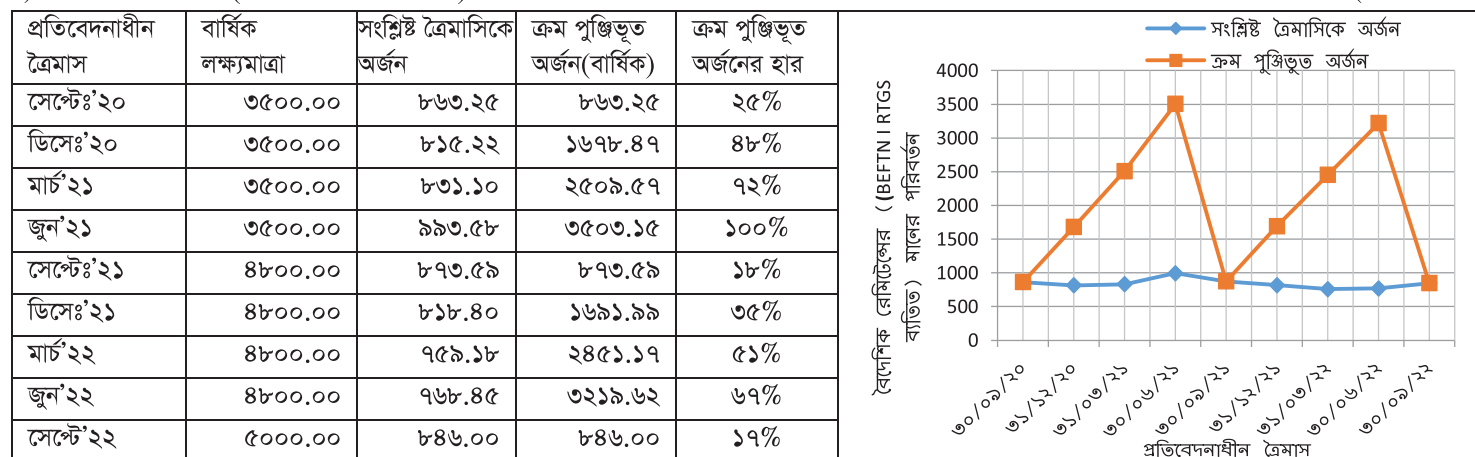 প্রতিবেদনাধীন ত্রৈমাস বার্ষিক লক্ষ্যমাত্রা সংশ্লিষ্ট ত্রৈমাসিকে অর্জন ক্রম পুঞ্জিভূত অর্জন(বার্ষিক) ক্রম পুঞ্জিভূত অর্জনের হার
সেপ্টেঃ'২০ ৩৫০০.০০ ৮৬৩.২৫ ৮৬৩.২৫ ২৫%
ডিসেঃ'২০ ৩৫০০.০০ ৮১৫.২২ ১৬৭৮.৪৭ ৪৮%
মার্চ'২১ ৩৫০০.০০ ৮৩১.১০ ২৫০৯.৫৭ ৭২%
জুন'২১ ৩৫০০.০০ ৯৯৩.৫৮ ৩৫০৩.১৫ ১০০%
সেপ্টেঃ'২১ ৪৮০০.০০ ৮৭৩.৫৯ ৮৭৩.৫৯ ১৮%
ডিসেঃ'২১ ৪৮০০.০০ ৮১৮.৪০ ১৬৯১.৯৯ ৩৫%
মার্চ'২২ ৪৮০০.০০ ৭৫৯.১৮ ২৪৫১.১৭ ৫১%
জুন'২২ ৪৮০০.০০ ৭৬৮.৪৫ ৩২১৯.৬২ ৬৭%
সেপ্টে'২২ ৫০০০.০০ ৮৪৬.০০ ৮৪৬.০০ ১৭%
সংশ্লিষ্ট ত্রৈমাসিকে অর্জন
ক্রম পুঞ্জিভূত অর্জন
বৈদেশিক রেমিটেন্সের (BEFTN I RTGS
ব্যতিত) মানের পরিবর্তন
4000
3500
3000
2500
2000
1500
1000
500
0
৩০/০৯/২০
৩১/১২/২০
৩১/০৩/২১
৩০/০৬/২১
৩০/০৯/২১
৩১/১২/২১
৩১/০৩/২২
৩০/০৬/২২
৩০/০৯/২২
প্রতিবেদনাধীন ত্রৈমাস